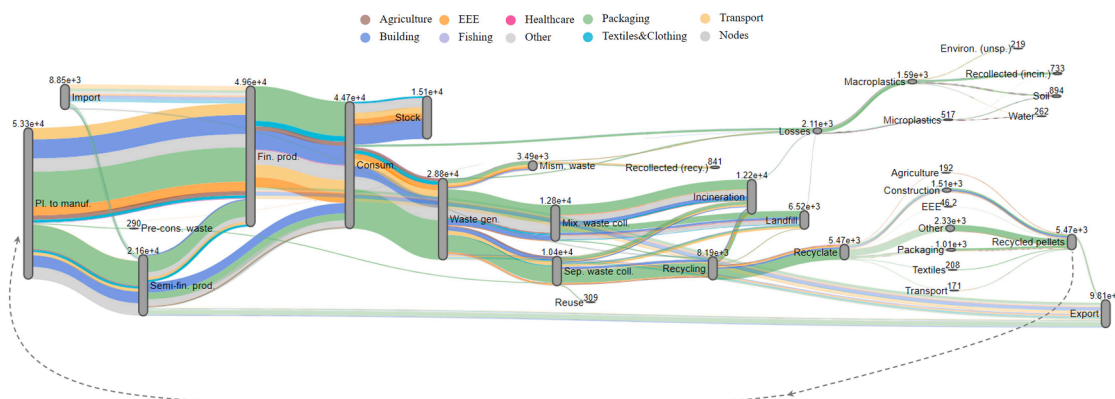 Agriculture EEE Healthcare Packaging Transport
Building Fishing Other Textiles&Clothing Nodes
8.85e+3
Import
4.96e+4
Fin. prod.
4.47e+4
Consum.
1.51e+4
Stock
5.33e+4
Pl. to manuf.
290
Pre-cons. waste
2.16e+4
Semi-fin. prod.
2.88e+4
Waste gen.
3.49e+3
Mism. waste
Recollected (recy.)
841
1.28e+4
Mix. waste coll.
1.04e+4
Sep. waste coll.
Reuse
309
1.22e+4
Incineration
6.52e+3
Landfill
8.19e+3
Recycling
2.11e+3
Losses
1.59e+3
Macroplastics
Microplastics
517
Environ. (unsp.)
219
Recollected (incin.)
733
Soil
894
Water
262
5.47e+3
Recyclate
Agriculture
192
Construction
1.51e+3
EEE
46.2
Other
2.33e+3
Packaging
1.01e+3
Textiles
208
Transport
171
5.47e+3
Recycled pellets
9.81e+
Export